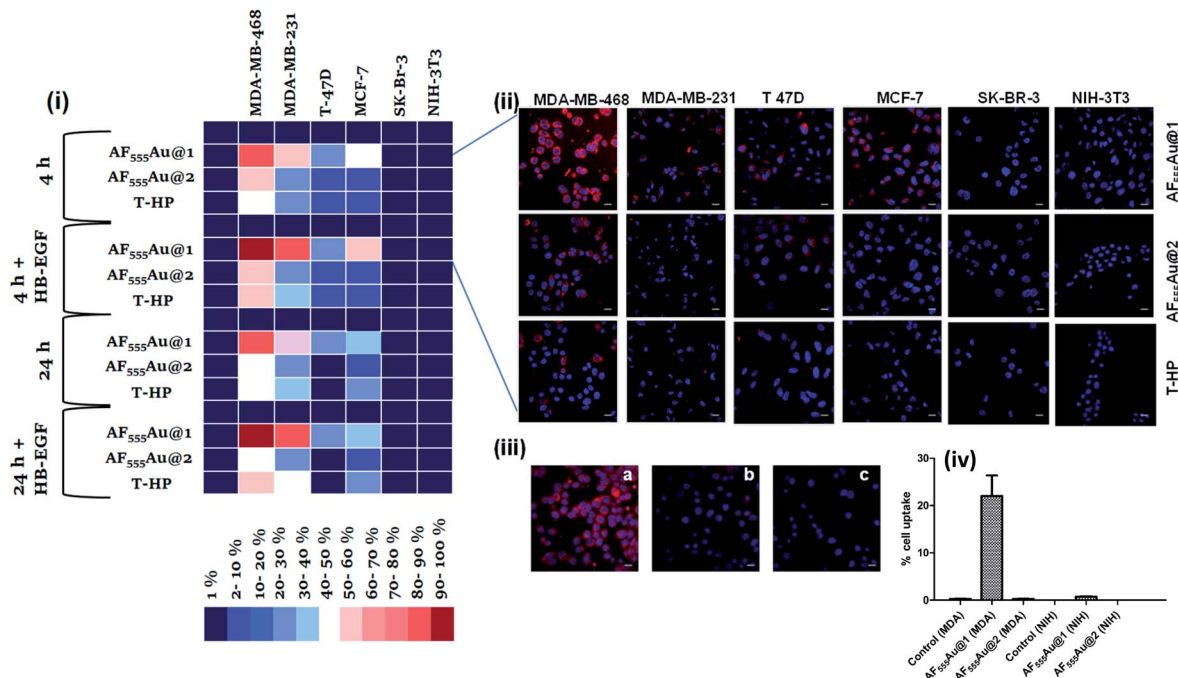 (i)
MDA-MB-468
MDA-MB-231
T-47D
MCF-7
SK-Br-3
NIH-3T3
4 h
AF555Au@1
AF555Au@2
T-HP
4 h +
HB-EGF
AF555Au@1
AF555Au@2
T-HP
24 h
AF555Au@1
AF555Au@2
T-HP
24 h +
HB-EGF
AF555Au@1
AF555Au@2
T-HP
1 %
2- 10 %
10- 20 %
20- 30 %
30- 40 %
40- 50 %
50- 60 %
60- 70 %
70- 80 %
80- 90 %
90- 100 %
(ii)
MDA-MB-468
MDA-MB-231
T 47D
MCF-7
SK-BR-3
NIH-3T3
AF555Au@1
AF555Au@2
T-HP
(iii)
a
b
c
(iv)
% cell uptake
30
20
10
0
Control (MDA)
AF555Au@1 (MDA)
AF555Au@2 (MDA)
Control (NIH)
AF555Au@1 (NIH)
AF555Au@2 (NIH)